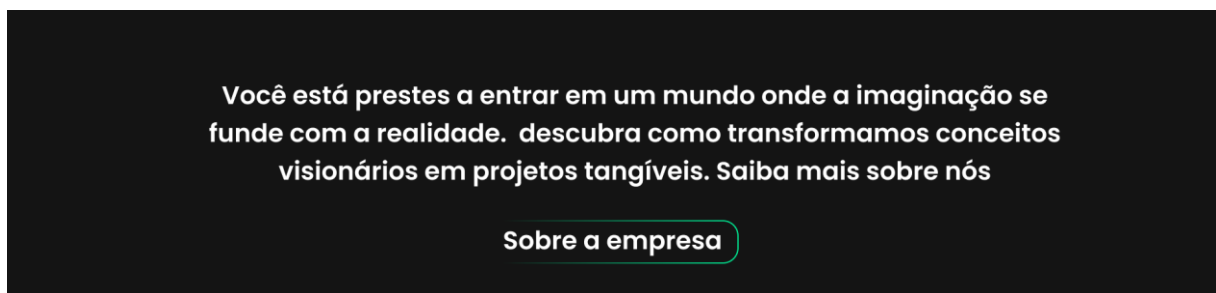 Você está prestes a entrar em um mundo onde a imaginação se
funde com a realidade.  descubra como transformamos conceitos
visionários em projetos tangíveis. Saiba mais sobre nós
Sobre a empresa